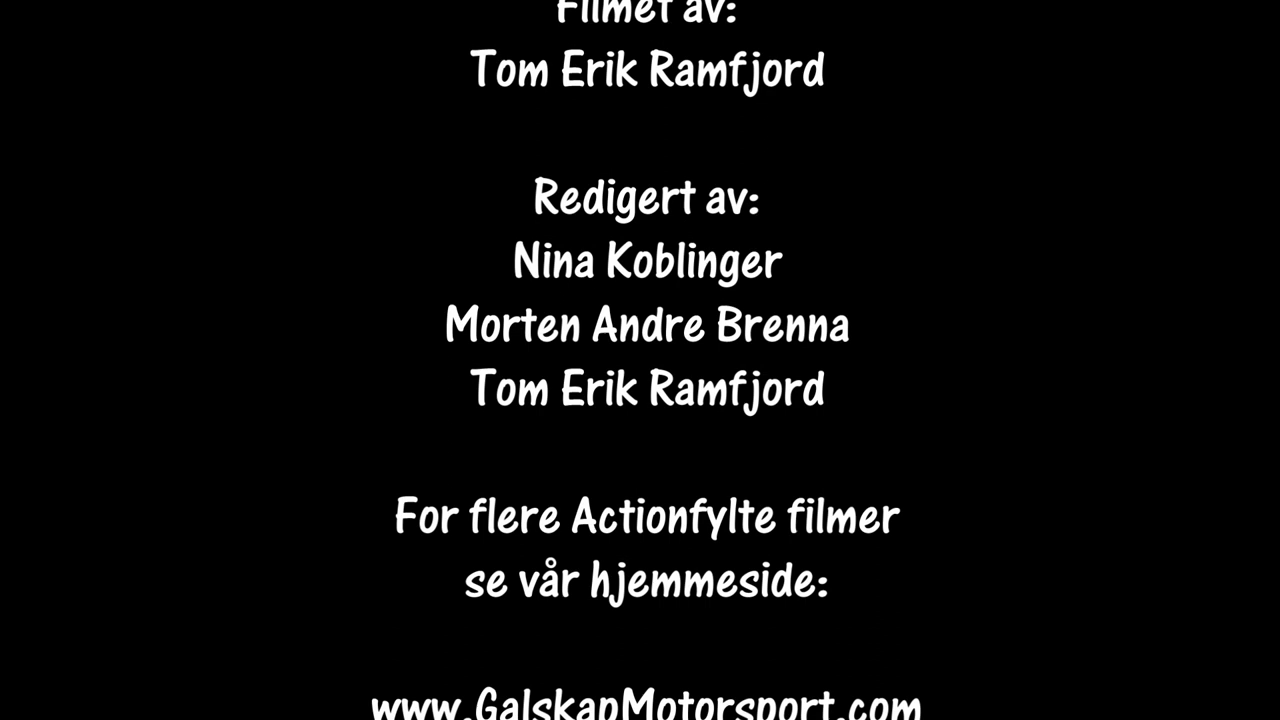 Filmet av:
Tom Erik Ramfjord
Redigert av:
Nina Koblinger
Morten Andre Brenna
Tom Erik Ramfjord
For flere Actionfylte filmer
se vår hjemmeside:
www.GalskapMotorsport.com